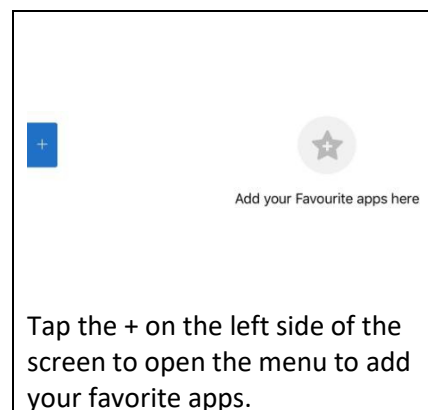 +
Add your Favourite apps here
Tap the + on the left side of the
screen to open the menu to add
your favorite apps.